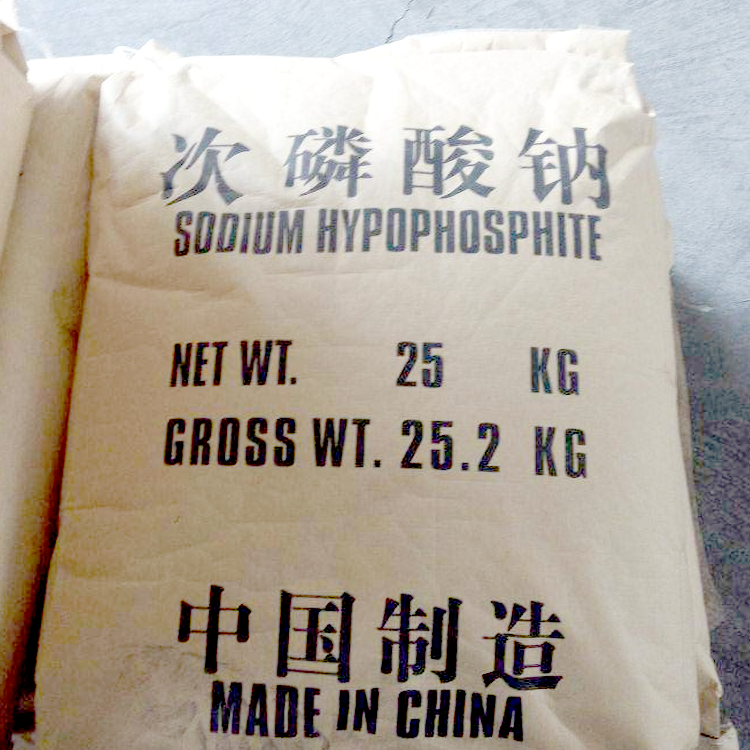 次磷酸钠
SODIUM HYPOPHOSPHITE
NET WT. 25 KG
GROSS WT. 25.2 KG
中国制造
MADE IN CHINA